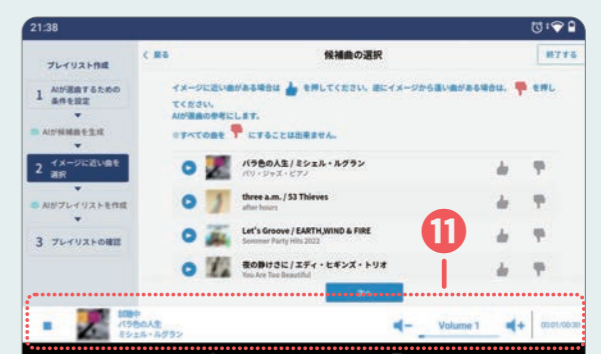 21:38
プレイリスト作成
戻る
候補曲の選択
終了する
1 AIが選曲するための
条件を設定
AIが候補曲を生成
2 イメージに近い曲を
選択
AIがプレイリストを作成
3 プレイリストの確認
イメージに近い曲がある場合は を押してください。逆にイメージから遠い曲がある場合は、 を押し
てください。
AIが選曲の参考にします。
※すべての曲を にすることは出来ません。
バラ色の人生 / ミシェル・ルグラン
パリ・ジャズ・ピアノ
three a.m. / 53 Thieves
after hours
Let's Groove / EARTH,WIND & FIRE
Sommer Party Hits 2022
夜の静けさに / エディ・ヒギンズ・トリオ
You Are Too Beautiful
11
次へ
試聴中
バラ色の人生
ミシェル・ルグラン
Volume 1
00:01/00:30